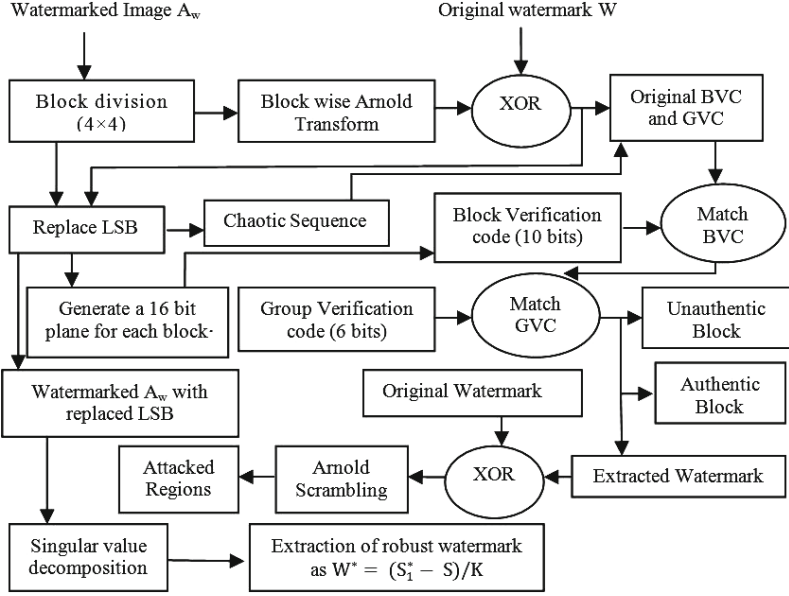 Watermarked Image A_w
Original watermark W
Block division
(4×4)
Block wise Arnold
Transform
XOR
Original BVC
and GVC
Replace LSB
Chaotic Sequence
Block Verification
code (10 bits)
Match
BVC
Generate a 16 bit
plane for each block·
Group Verification
code (6 bits)
Match
GVC
Unauthentic
Block
Watermarked A_w with
replaced LSB
Original Watermark
Authentic
Block
Attacked
Regions
Arnold
Scrambling
XOR
Extracted Watermark
Singular value
decomposition
Extraction of robust watermark
as W* = (S₁* − S)/K